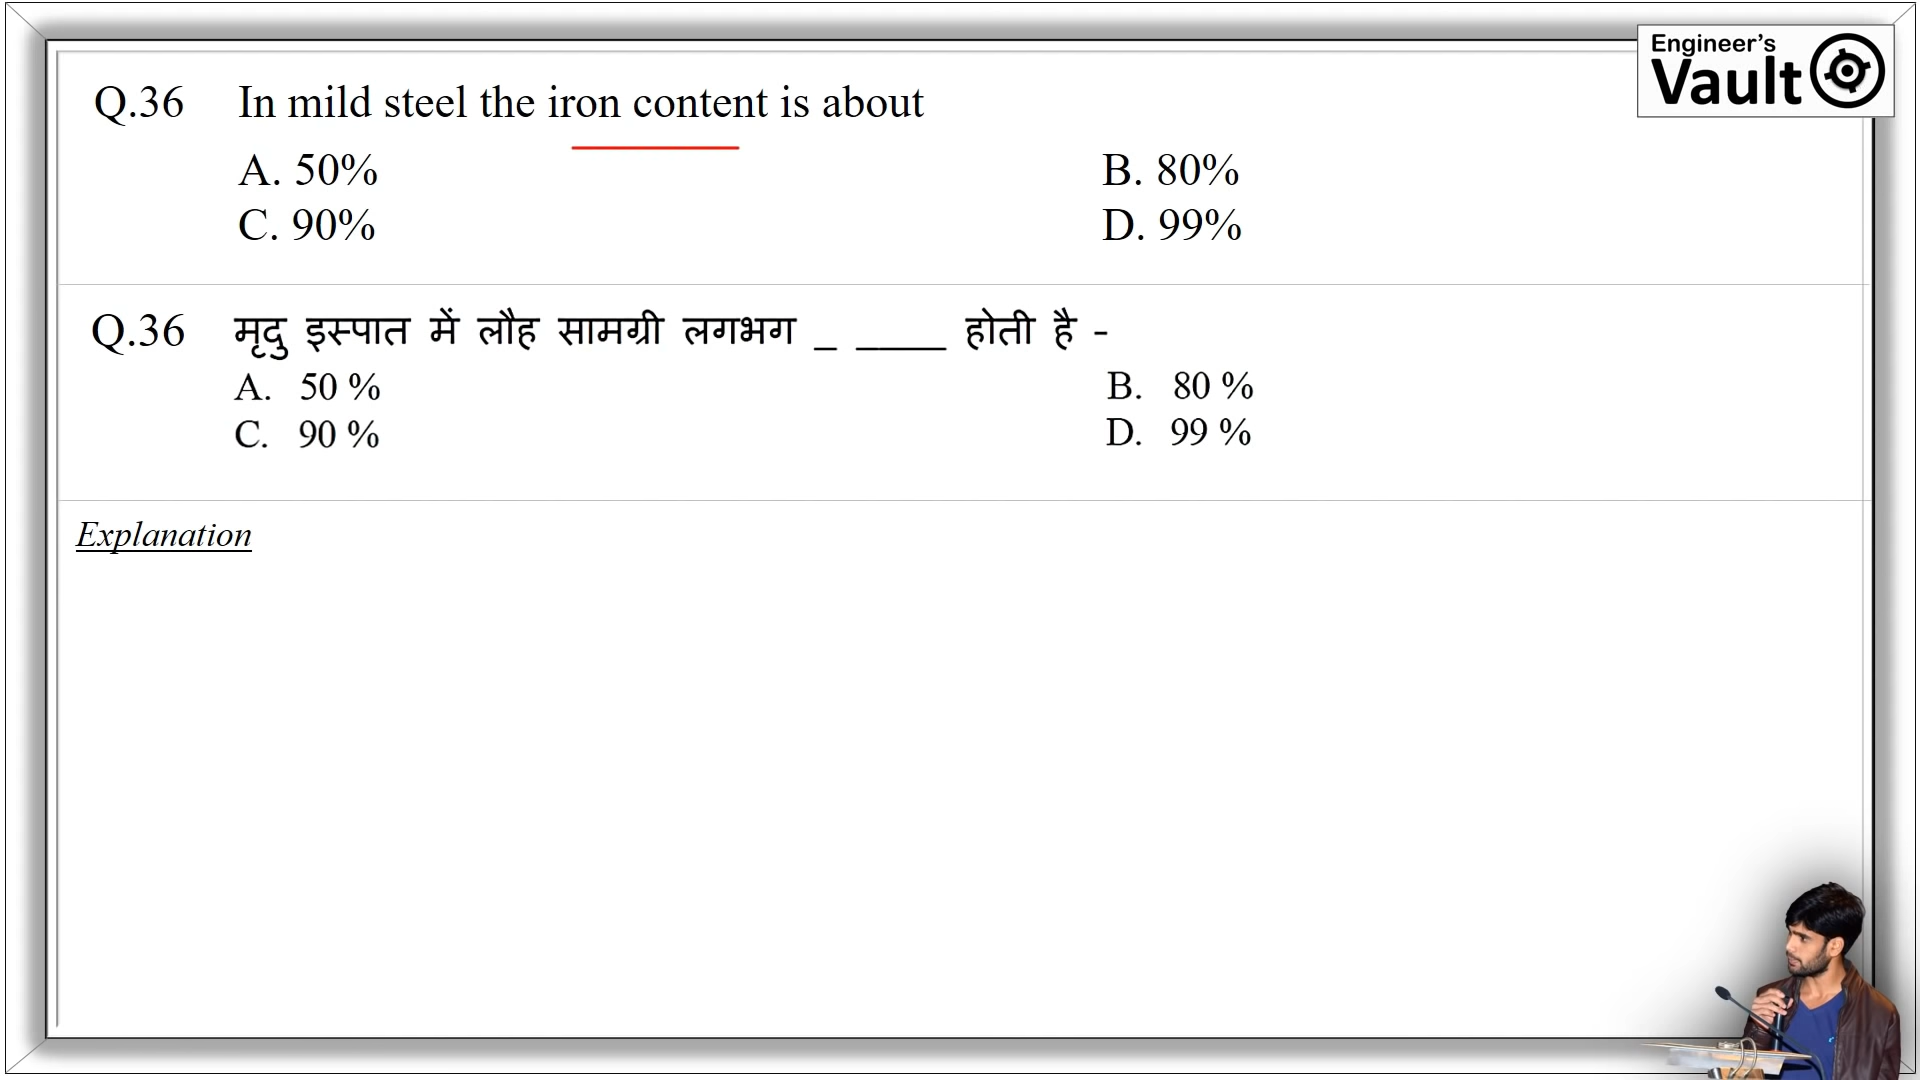 Engineer's
Vault
Q.36 In mild steel the iron content is about
A. 50% B. 80%
C. 90% D. 99%
Q.36 मृदु इस्पात में लौह सामग्री लगभग _ ____ होती है -
A. 50 % B. 80 %
C. 90 % D. 99 %
Explanation